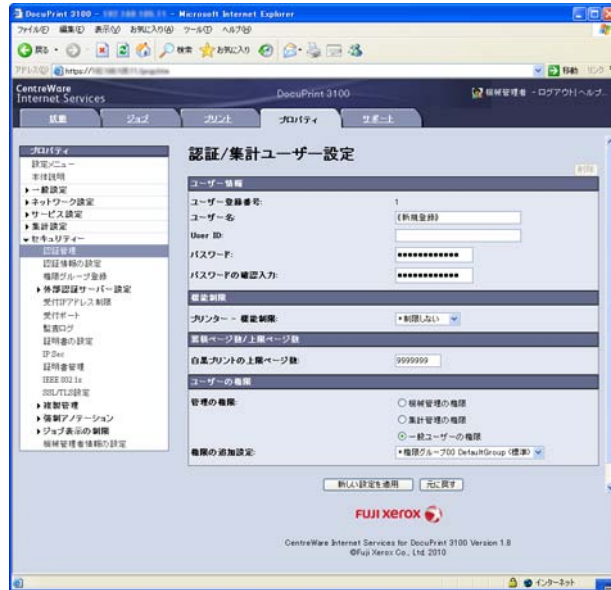 DocuPrint 3100 - - Microsoft Internet Explorer
ファイル(F) 編集(E) 表示(V) お気に入り(A) ツール(T) ヘルプ(H)
戻る 検索 お気に入り
アドレス(D) https:// 移動 リンク
CentreWare
Internet Services
DocuPrint 3100
機械管理者 - ログアウト ヘルプ
状態 ジョブ プリント プロパティ サポート
プロパティ
設定メニュー
本体説明
一般設定
ネットワーク設定
サービス設定
集計設定
セキュリティー
認証管理
認証情報の設定
権限グループ登録
外部認証サーバー設定
受付IPアドレス制限
受付ポート
監査ログ
証明書の設定
IP Sec
証明書管理
IEEE 802.1x
SSL/TLS設定
複製管理
強制アノテーション
ジョブ表示の制限
機械管理者情報の設定
認証/集計ユーザー設定
削除
ユーザー情報
ユーザー登録番号: 1
ユーザー名: (新規登録)
User ID:
パスワード: ••••••••••••
パスワードの確認入力: ••••••••••••
機能制限
プリンター - 機能制限: *制限しない
累積ページ数/上限ページ数
白黒プリントの上限ページ数: 9999999
ユーザーの権限
管理の権限: 機械管理の権限
集計管理の権限
一般ユーザーの権限
権限の追加設定: *権限グループ00 DefaultGroup (標準)
新しい設定を適用 元に戻す
FUJI XEROX
CentreWare Internet Services for DocuPrint 3100 Version 1.8
©Fuji Xerox Co., Ltd. 2010
インターネット